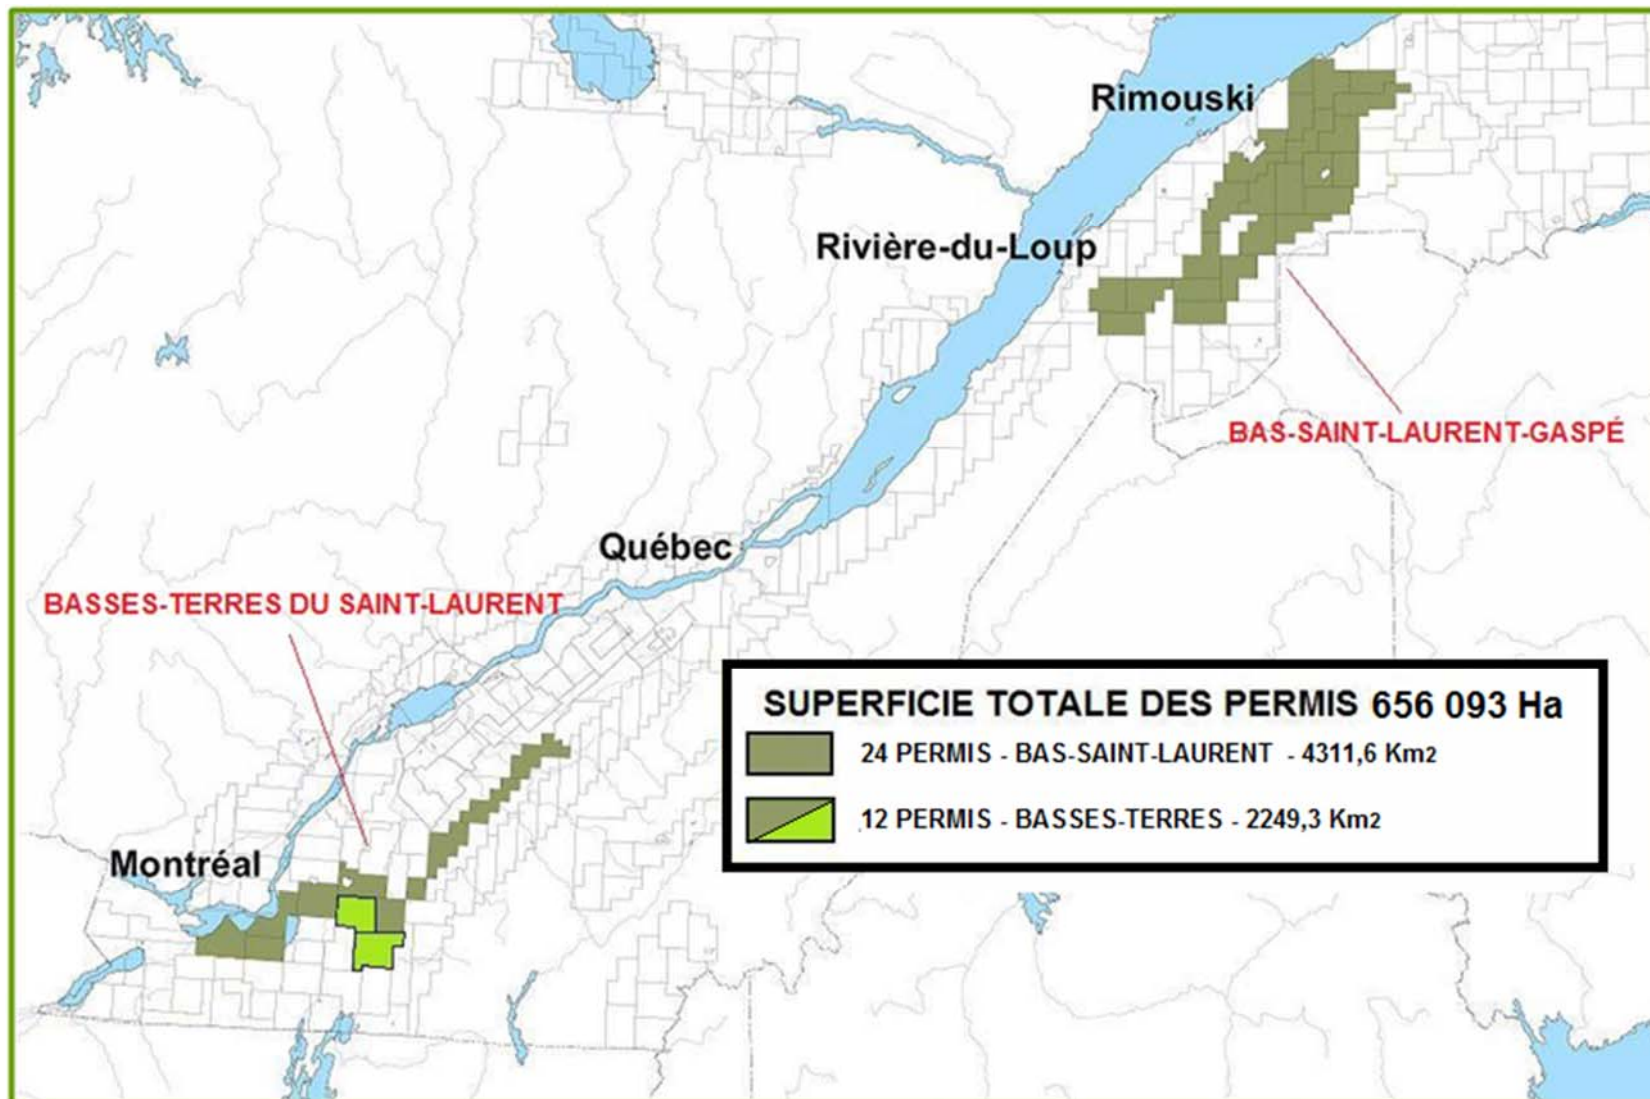 Rimouski
Rivière-du-Loup
BAS-SAINT-LAURENT-GASPÉ
Québec
BASSES-TERRES DU SAINT-LAURENT
Montréal
SUPERFICIE TOTALE DES PERMIS 656 093 Ha
24 PERMIS - BAS-SAINT-LAURENT - 4311,6 Km2
12 PERMIS - BASSES-TERRES - 2249,3 Km2